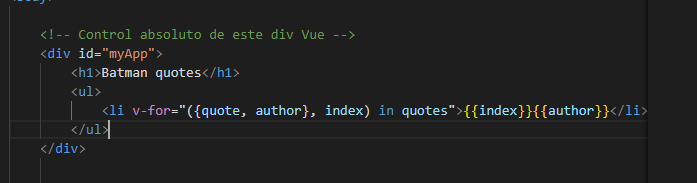 <!-- Control absoluto de este div Vue -->
<div id="myApp">
<h1>Batman quotes</h1>
<ul>
<li v-for="({quote, author}, index) in quotes">{{index}}{{author}}</li>
</ul>
</div>